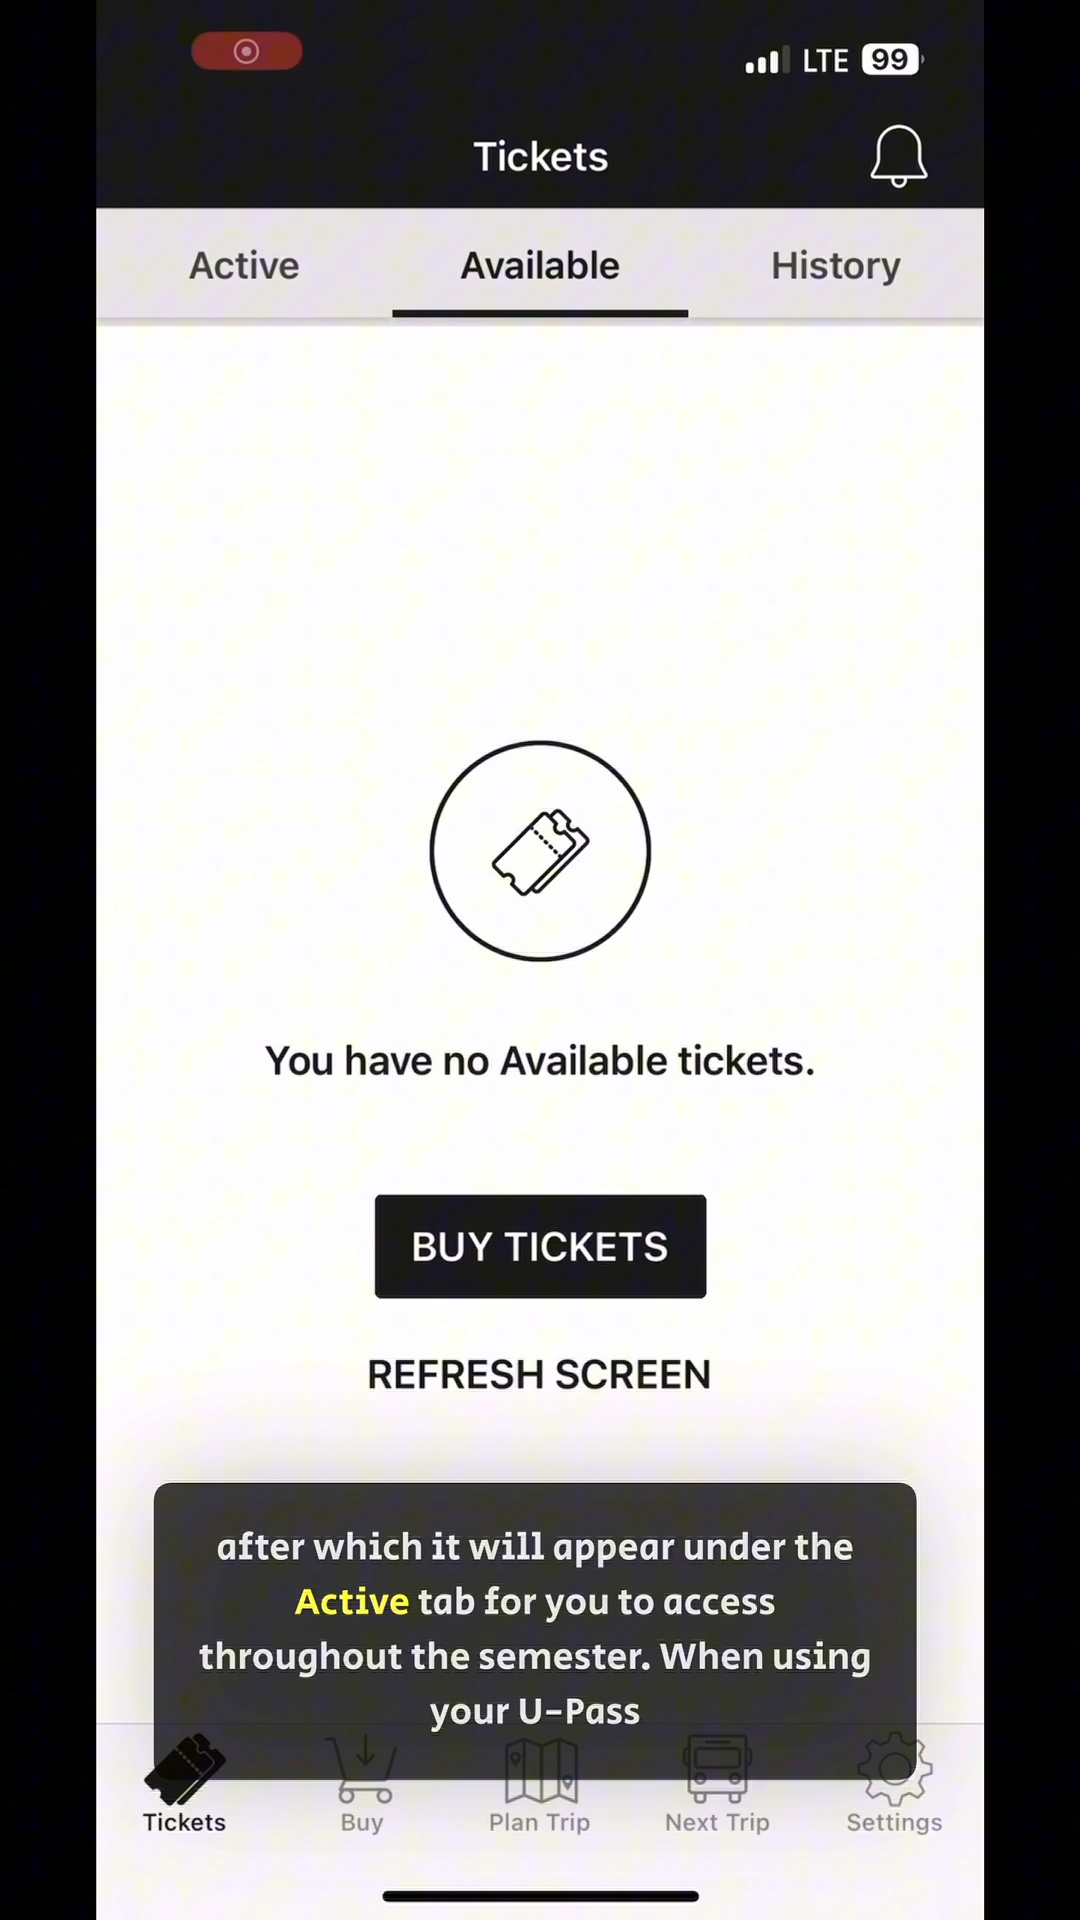 LTE 99
Tickets
Active Available History
You have no Available tickets.
BUY TICKETS
REFRESH SCREEN
after which it will appear under the
Active tab for you to access
throughout the semester. When using
your U-Pass
Tickets Buy Plan Trip Next Trip Settings